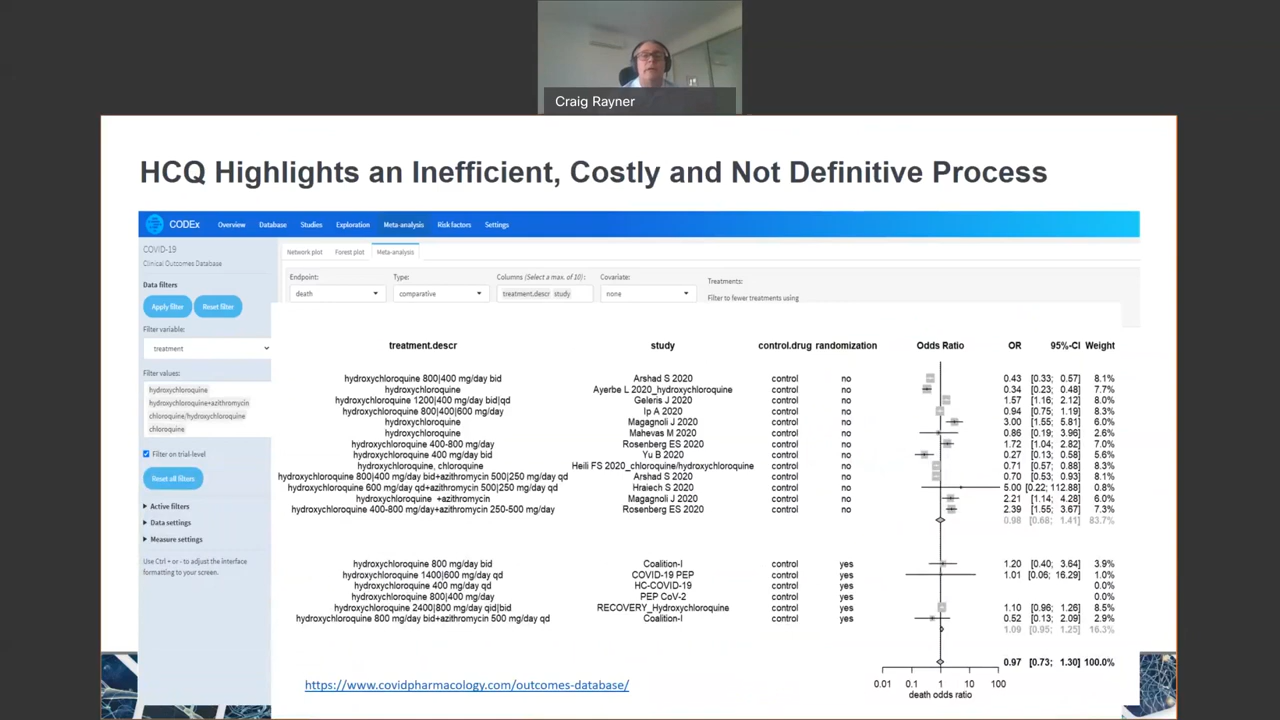 Craig Rayner
HCQ Highlights an Inefficient, Costly and Not Definitive Process
CODEx Overview Database Studies Exploration Meta-analysis Risk factors Settings
COVID-19
Clinical Outcomes Database
Data filters
Apply filter Reset filter
Filter variable:
treatment
Filter values:
hydroxychloroquine
hydroxychloroquine+azithromycin
chloroquine/hydroxychloroquine
chloroquine
Filter on trial-level
Reset all filters
Active filters
Data settings
Measure settings
Use Ctrl + or - to adjust the interface
formatting to your screen.
Network plot Forest plot Meta-analysis
Endpoint: Type: Columns (Select a max. of 10): Covariate: Treatments:
death comparative treatment.descr study none Filter to fewer treatments using
treatment.descr study control.drug randomization Odds Ratio OR 95%-CI Weight
hydroxychloroquine 800|400 mg/day bid Arshad S 2020 control no 0.43 [0.33; 0.57] 8.1%
hydroxychloroquine Ayerbe L 2020_hydroxychloroquine control no 0.34 [0.23; 0.48] 7.7%
hydroxychloroquine 1200|400 mg/day bid|qd Geleris J 2020 control no 1.57 [1.16; 2.12] 8.0%
hydroxychloroquine 800|400|600 mg/day Ip A 2020 control no 0.94 [0.75; 1.19] 8.3%
hydroxychloroquine Magagnoli J 2020 control no 3.00 [1.55; 5.81] 6.0%
hydroxychloroquine Mahevas M 2020 control no 0.86 [0.19; 3.96] 2.6%
hydroxychloroquine 400-800 mg/day Rosenberg ES 2020 control no 1.72 [1.04; 2.82] 7.0%
hydroxychloroquine 400 mg/day bid Yu B 2020 control no 0.27 [0.13; 0.58] 5.4%
hydroxychloroquine, chloroquine Heili FS 2020_chloroquine/hydroxychloroquine control no 0.71 [0.57; 0.88] 8.3%
hydroxychloroquine 800|400 mg/day bid+azithromycin 500|250 mg/day qd Arshad S 2020 control no 0.70 [0.53; 0.93] 8.1%
hydroxychloroquine 600 mg/day qd+azithromycin 500|250 mg/day qd Hraiech S 2020 control no 5.00 [0.22; 112.88] 0.8%
hydroxychloroquine +azithromycin Magagnoli J 2020 control no 2.21 [1.14; 4.28] 6.0%
hydroxychloroquine 400-800 mg/day+azithromycin 250-500 mg/day Rosenberg ES 2020 control no 2.39 [1.55; 3.67] 7.3%
0.98 [0.68; 1.41] 83.7%
hydroxychloroquine 800 mg/day bid Coalition-I control yes 1.20 [0.40; 3.64] 3.9%
hydroxychloroquine 1400|600 mg/day qd COVID-19 PEP control yes 1.01 [0.06; 16.29] 1.0%
hydroxychloroquine 400 mg/day qd HC-COVID-19 control yes 0.0%
hydroxychloroquine 800|400 mg/day PEP CoV-2 control yes 0.0%
hydroxychloroquine 2400|800 mg/day qid|bid RECOVERY_Hydroxychloroquine control yes 1.10 [0.96; 1.26] 8.5%
hydroxychloroquine 800 mg/day bid+azithromycin 500 mg/day qd Coalition-I control yes 0.52 [0.13; 2.09] 2.9%
1.09 [0.95; 1.25] 16.3%
0.97 [0.73; 1.30] 100.0%
0.01 0.1 1 10 100
death odds ratio
https://www.covidpharmacology.com/outcomes-database/